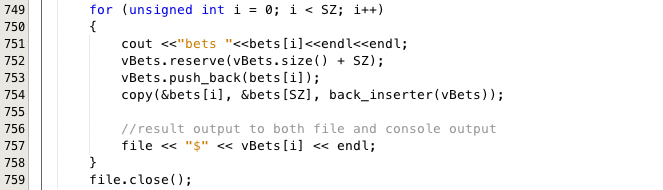 749 for (unsigned int i = 0; i < SZ; i++)
750 {
751 cout <<"bets "<<bets[i]<<endl<<endl;
752 vBets.reserve(vBets.size() + SZ);
753 vBets.push_back(bets[i]);
754 copy(&bets[i], &bets[SZ], back_inserter(vBets));
755
756 //result output to both file and console output
757 file << "$" << vBets[i] << endl;
758 }
759 file.close();